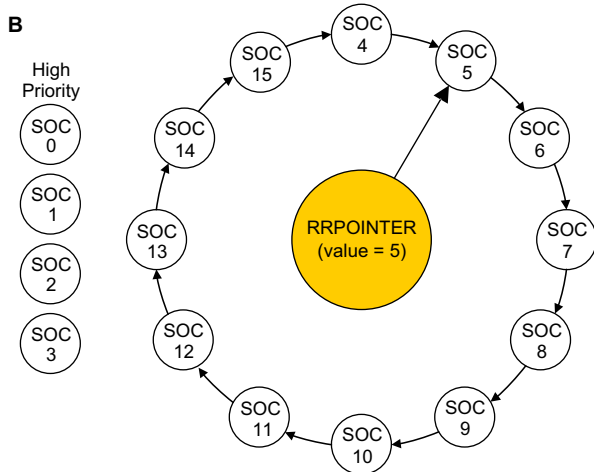 B
High
Priority
SOC
0
SOC
1
SOC
2
SOC
3
SOC
4
SOC
5
SOC
6
SOC
7
SOC
8
SOC
9
SOC
10
SOC
11
SOC
12
SOC
13
SOC
14
SOC
15
RRPOINTER
(value = 5)